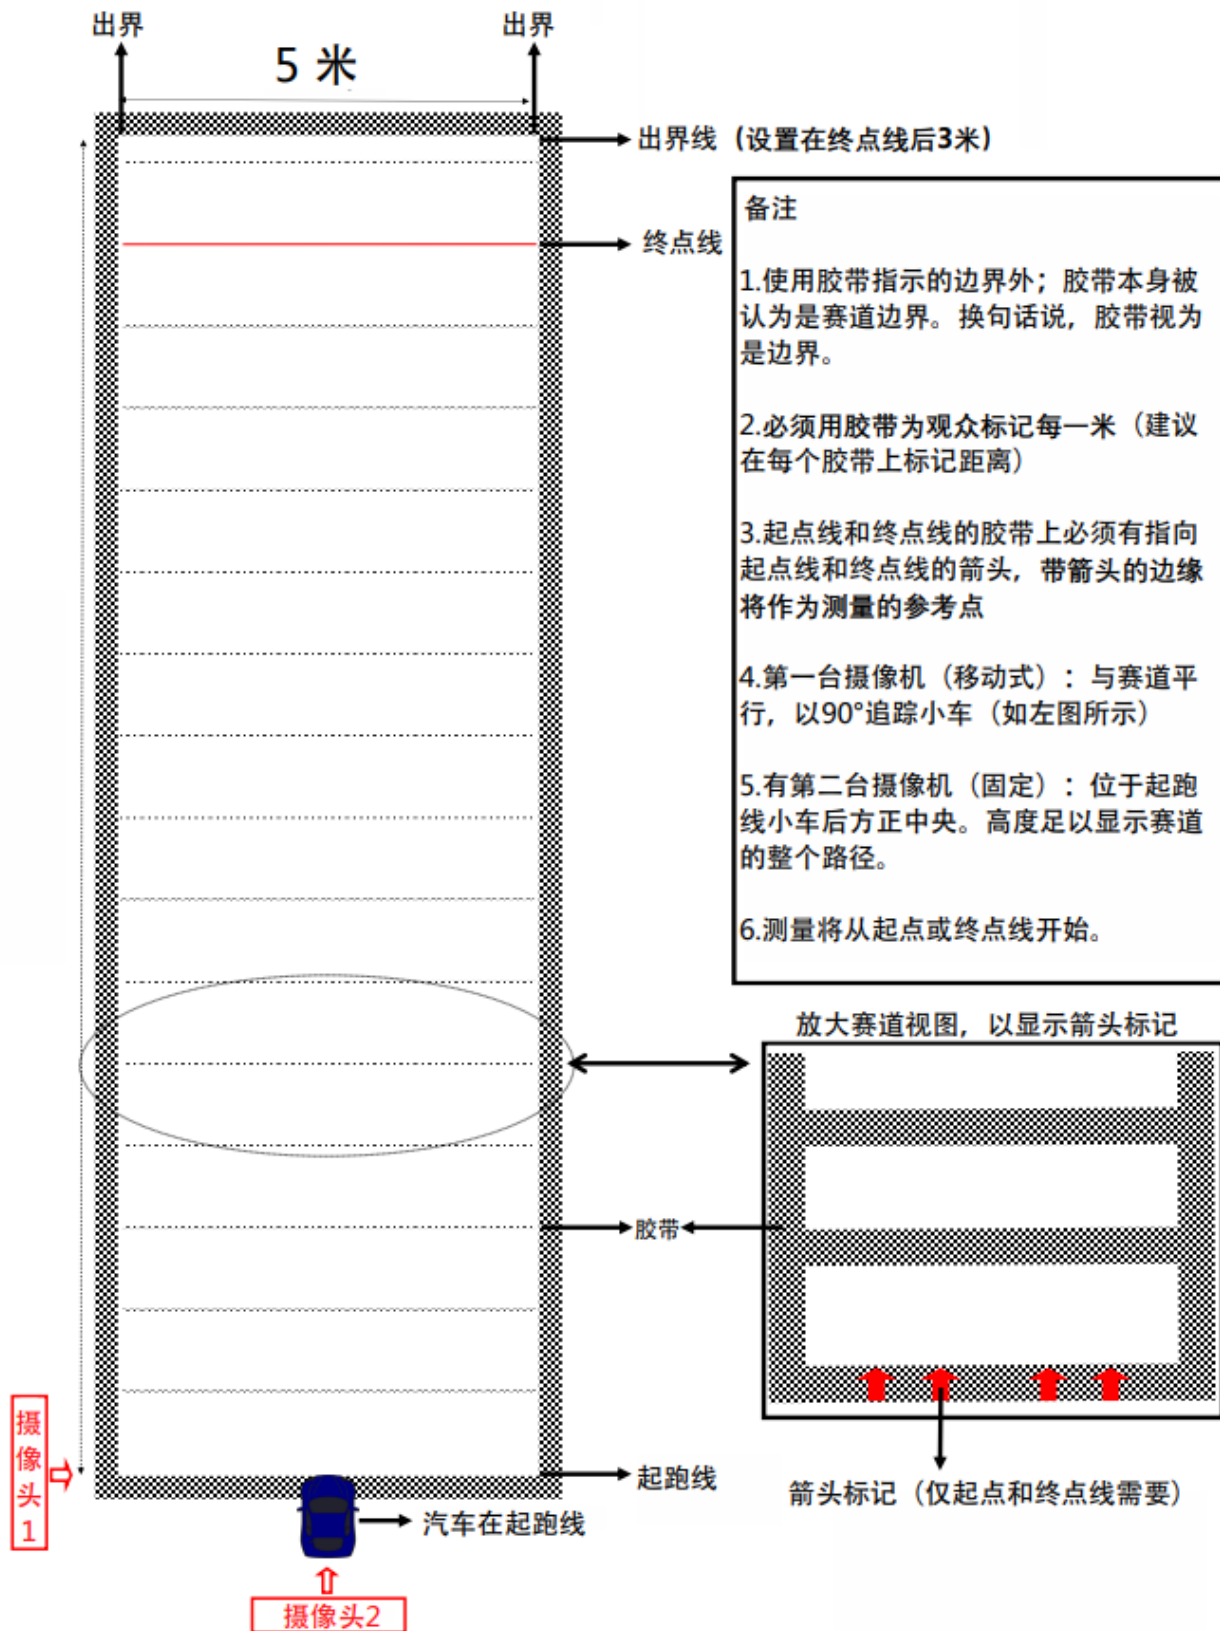 出界
出界
5 米
出界线 (设置在终点线后3米)
终点线
备注
1.使用胶带指示的边界外；胶带本身被
认为是赛道边界。换句话说，胶带视为
是边界。
2.必须用胶带为观众标记每一米（建议
在每个胶带上标记距离）
3.起点线和终点线的胶带上必须有指向
起点线和终点线的箭头，带箭头的边缘
将作为测量的参考点
4.第一台摄像机（移动式）：与赛道平
行，以90°追踪小车（如左图所示）
5.有第二台摄像机（固定）：位于起跑
线小车后方正中央。高度足以显示赛道
的整个路径。
6.测量将从起点或终点线开始。
放大赛道视图，以显示箭头标记
胶带
箭头标记（仅起点和终点线需要）
起跑线
汽车在起跑线
摄
像
头
1
摄像头2